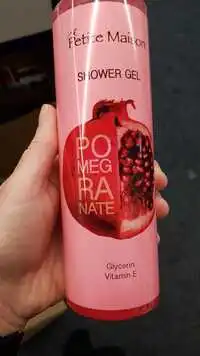 Petite Maison
SHOWER GEL
PO
MEG
RA
NATE
Glycerin
Vitamin E